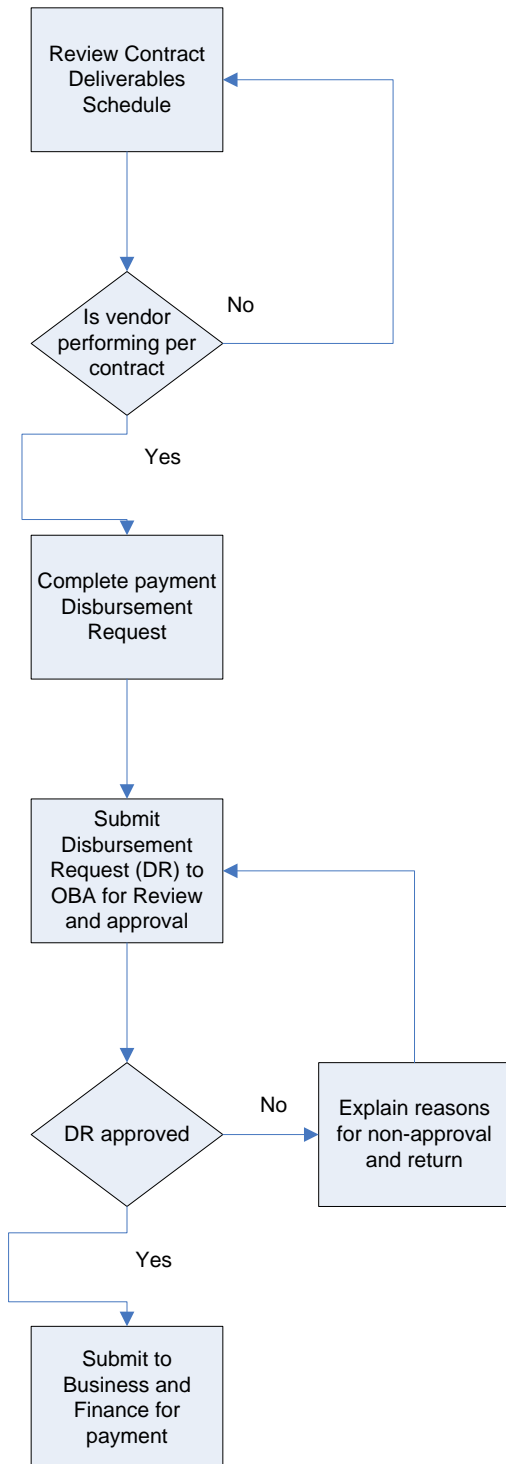 Review Contract
Deliverables
Schedule
No
Is vendor
performing per
contract
Yes
Complete payment
Disbursement
Request
Submit
Disbursement
Request (DR) to
OBA for Review
and approval
No
DR approved
Explain reasons
for non-approval
and return
Yes
Submit to
Business and
Finance for
payment